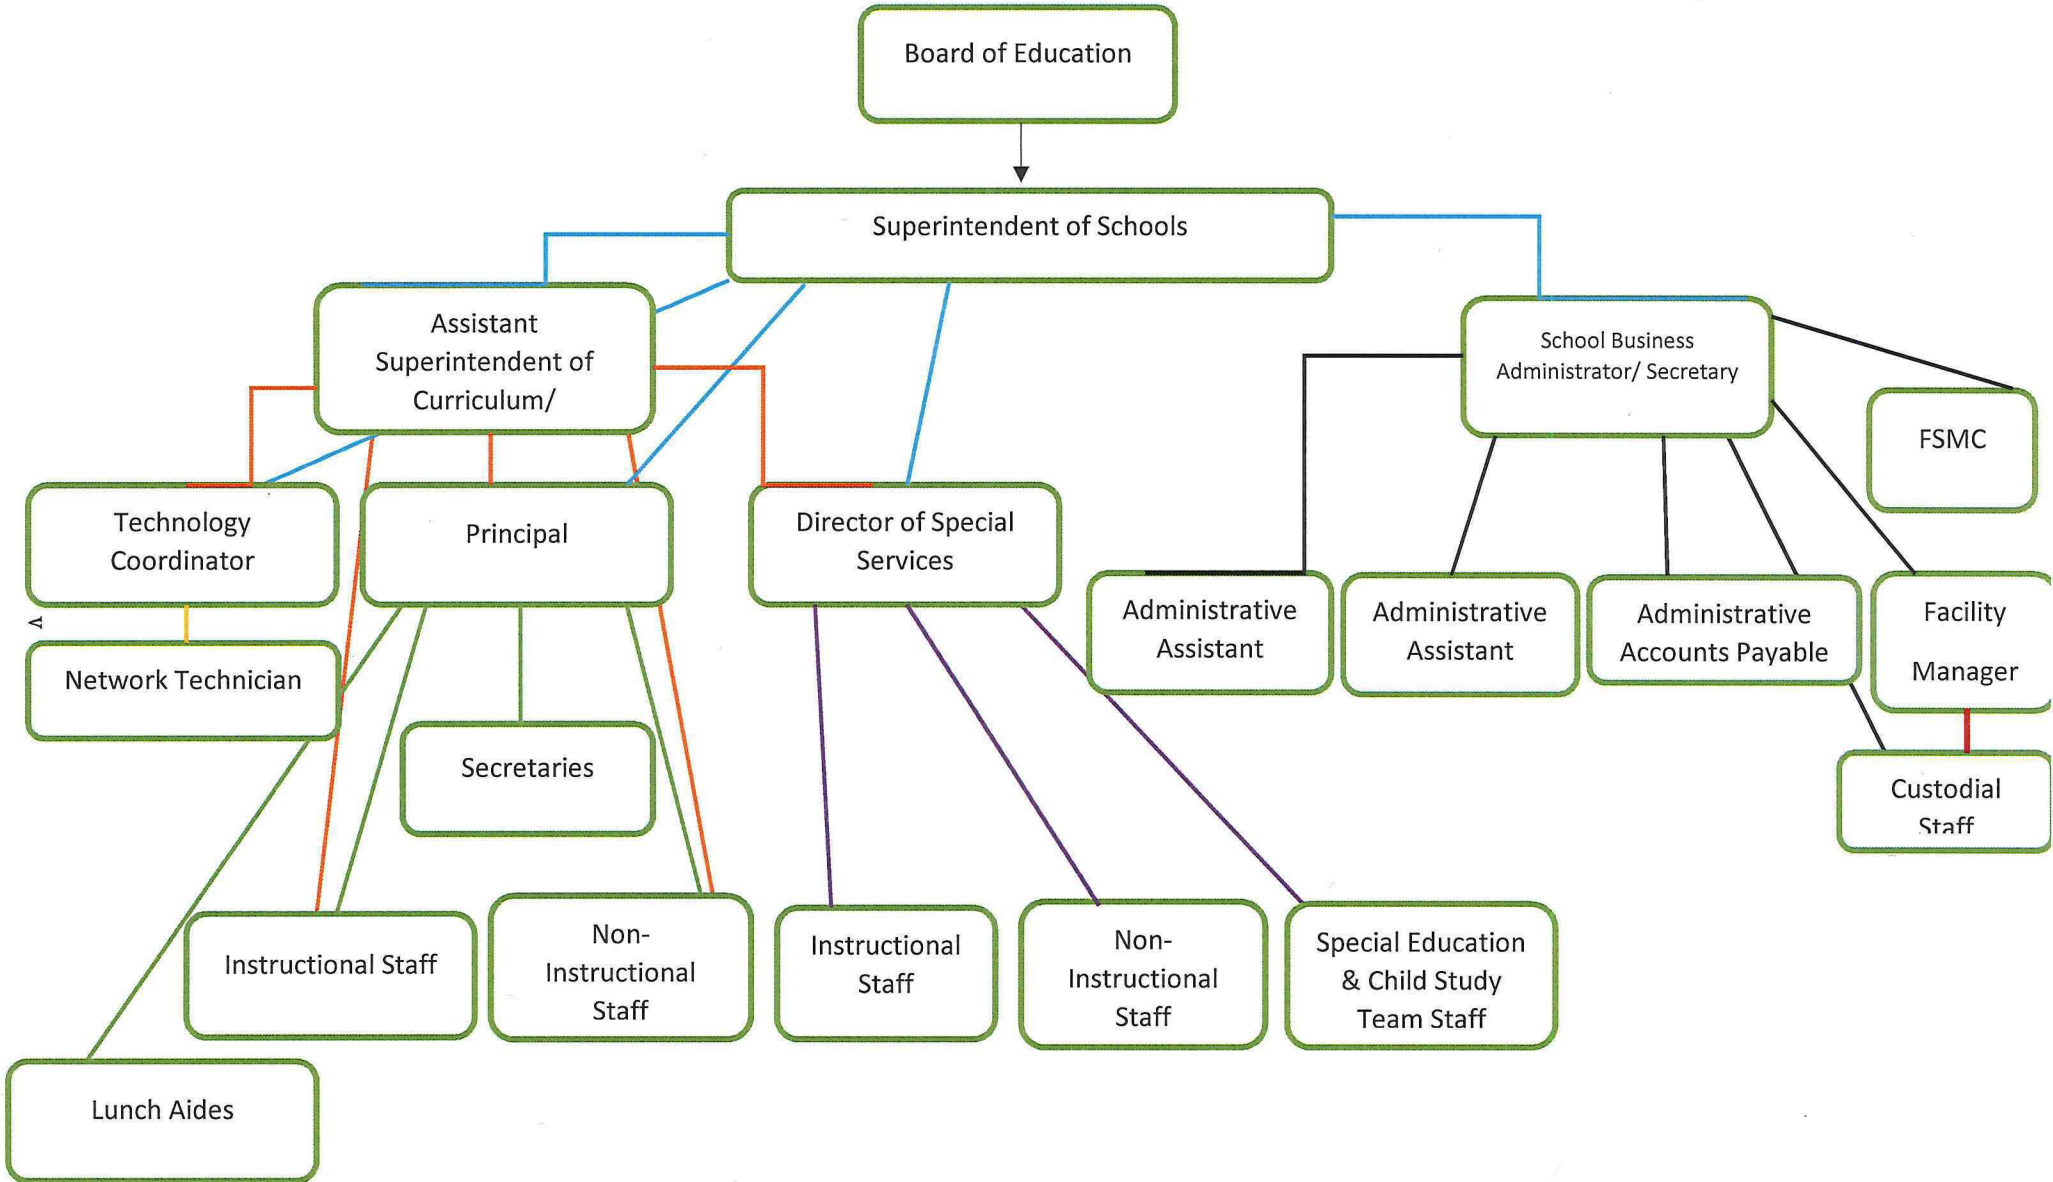 Board of Education
Superintendent of Schools
Assistant
Superintendent of
Curriculum/
School Business
Administrator/ Secretary
FSMC
Technology
Coordinator
Principal
Director of Special
Services
Administrative
Assistant
Administrative
Assistant
Administrative
Accounts Payable
Facility
Manager
Network Technician
Secretaries
Custodial
Staff
Instructional Staff
Non-
Instructional
Staff
Instructional
Staff
Non-
Instructional
Staff
Special Education
& Child Study
Team Staff
Lunch Aides